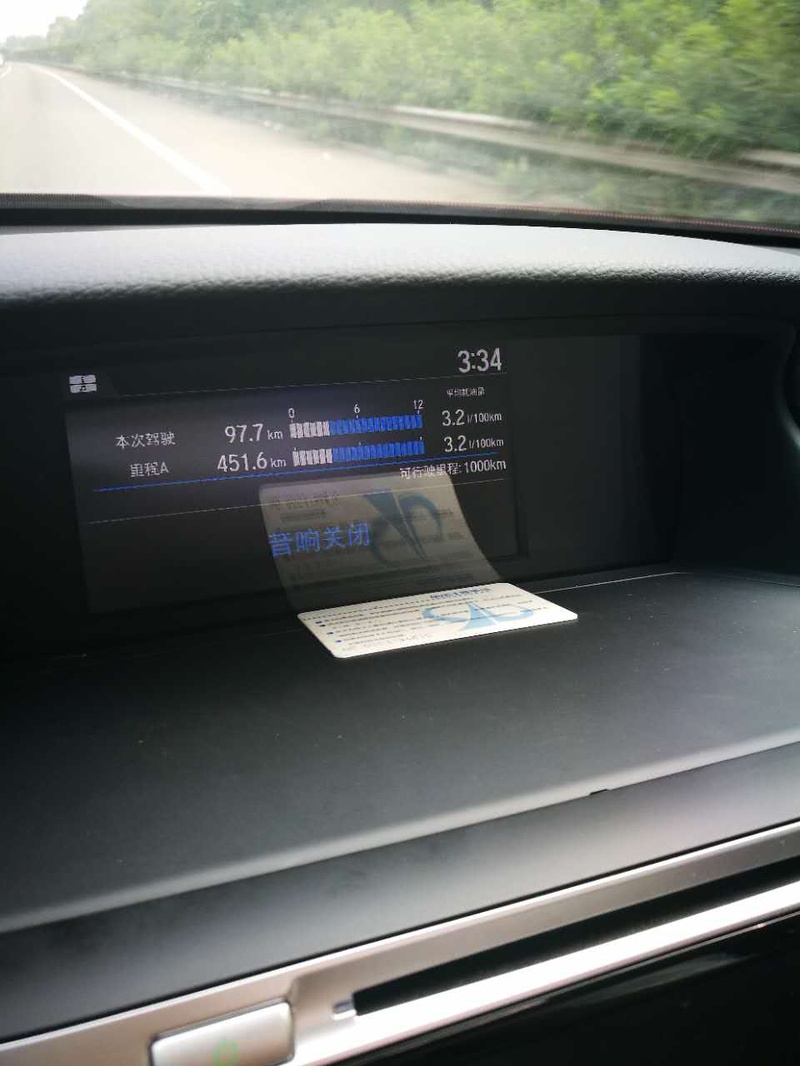 3:34
平均耗油量
0 6 12
本次驾驶 97.7 km 3.2 l/100km
里程A 451.6 km 3.2 l/100km
可行驶里程:1000km
音响关闭